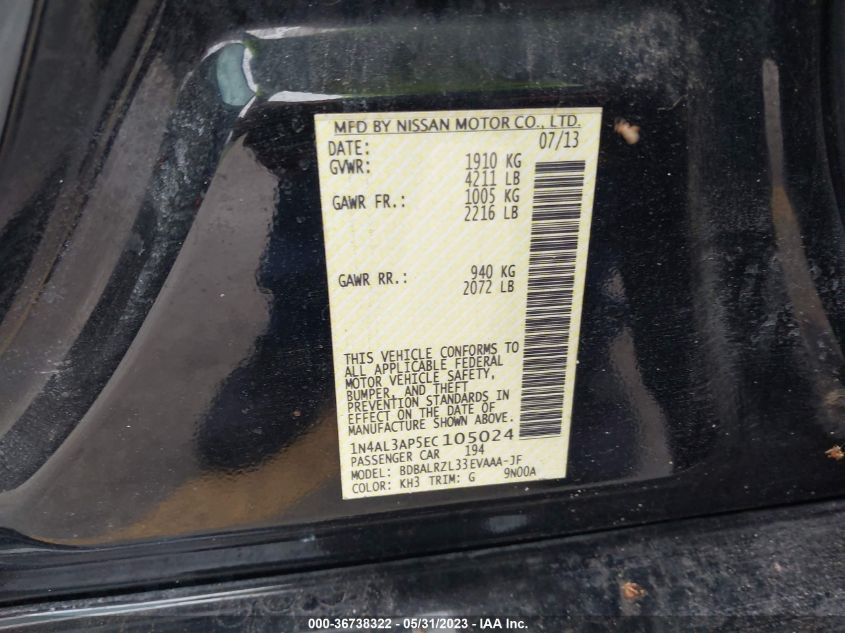 MFD BY NISSAN MOTOR CO., LTD.
DATE: 07/13
GVWR: 1910 KG
4211 LB
GAWR FR.: 1005 KG
2216 LB
GAWR RR.: 940 KG
2072 LB
THIS VEHICLE CONFORMS TO
ALL APPLICABLE FEDERAL
MOTOR VEHICLE SAFETY,
BUMPER, AND THEFT
PREVENTION STANDARDS IN
EFFECT ON THE DATE OF
MANUFACTURE SHOWN ABOVE.
1N4AL3AP5EC105024
PASSENGER CAR 194
MODEL: BDBALRZL33EVAAA-JF
COLOR: KH3 TRIM: G 9N00A
000-36738322 - 05/31/2023 - IAA Inc.